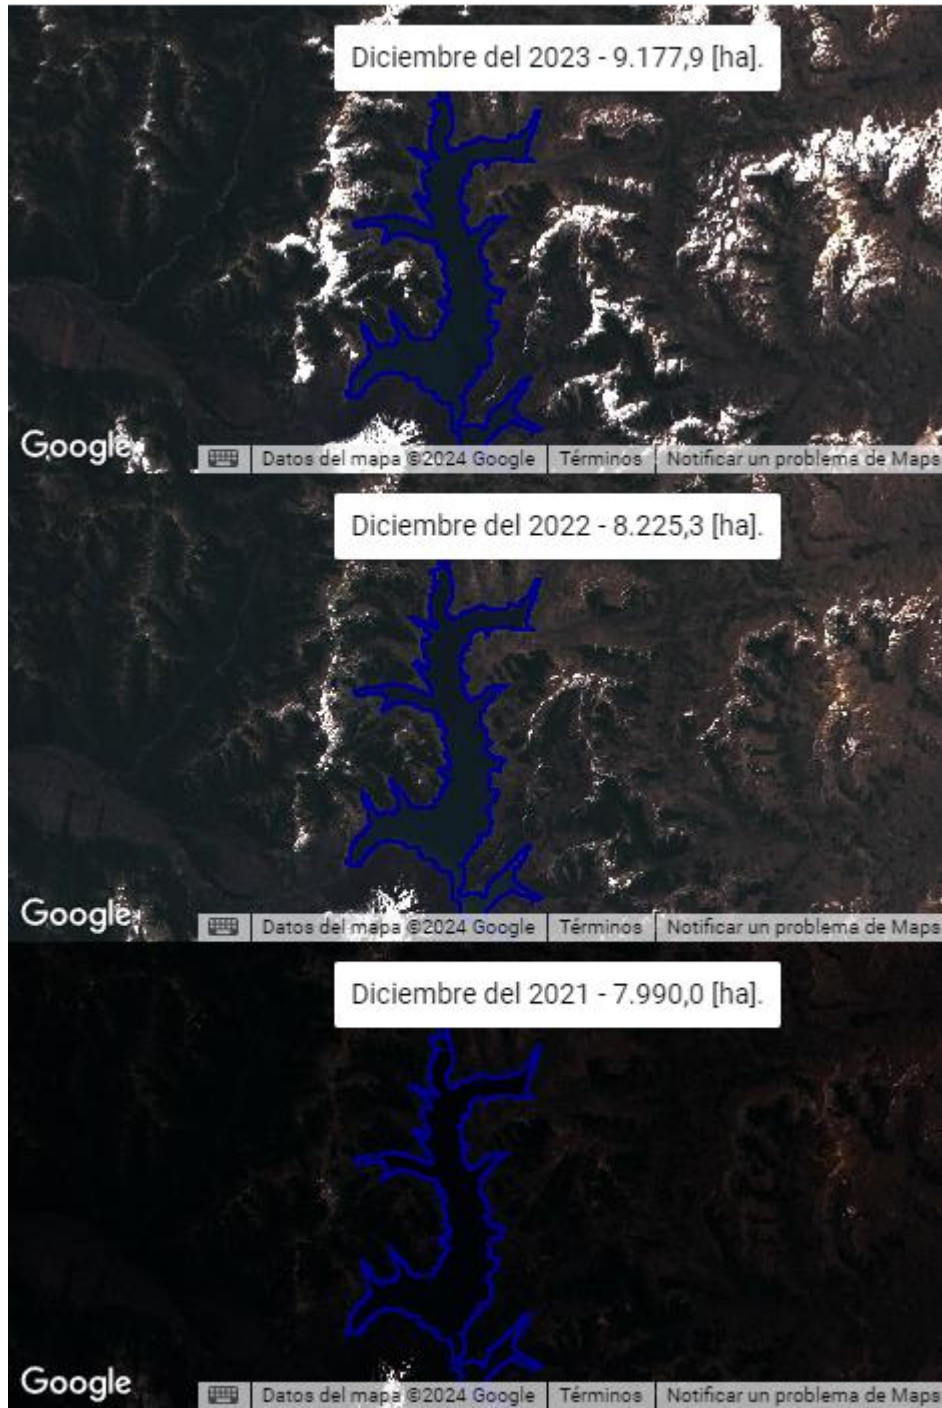 Diciembre del 2023 - 9.177,9 [ha].
Google
Datos del mapa ©2024 Google
Términos
Notificar un problema de Maps
Diciembre del 2022 - 8.225,3 [ha].
Google
Datos del mapa ©2024 Google
Términos
Notificar un problema de Maps
Diciembre del 2021 - 7.990,0 [ha].
Google
Datos del mapa ©2024 Google
Términos
Notificar un problema de Maps